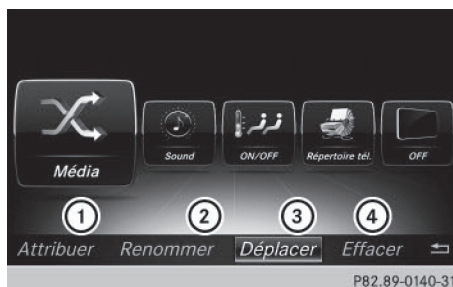 Média
Sound
ON/OFF
Répertoire tél.
OFF
1 2 3 4
Attribuer Renommer Déplacer Effacer
P82.89-0140-31